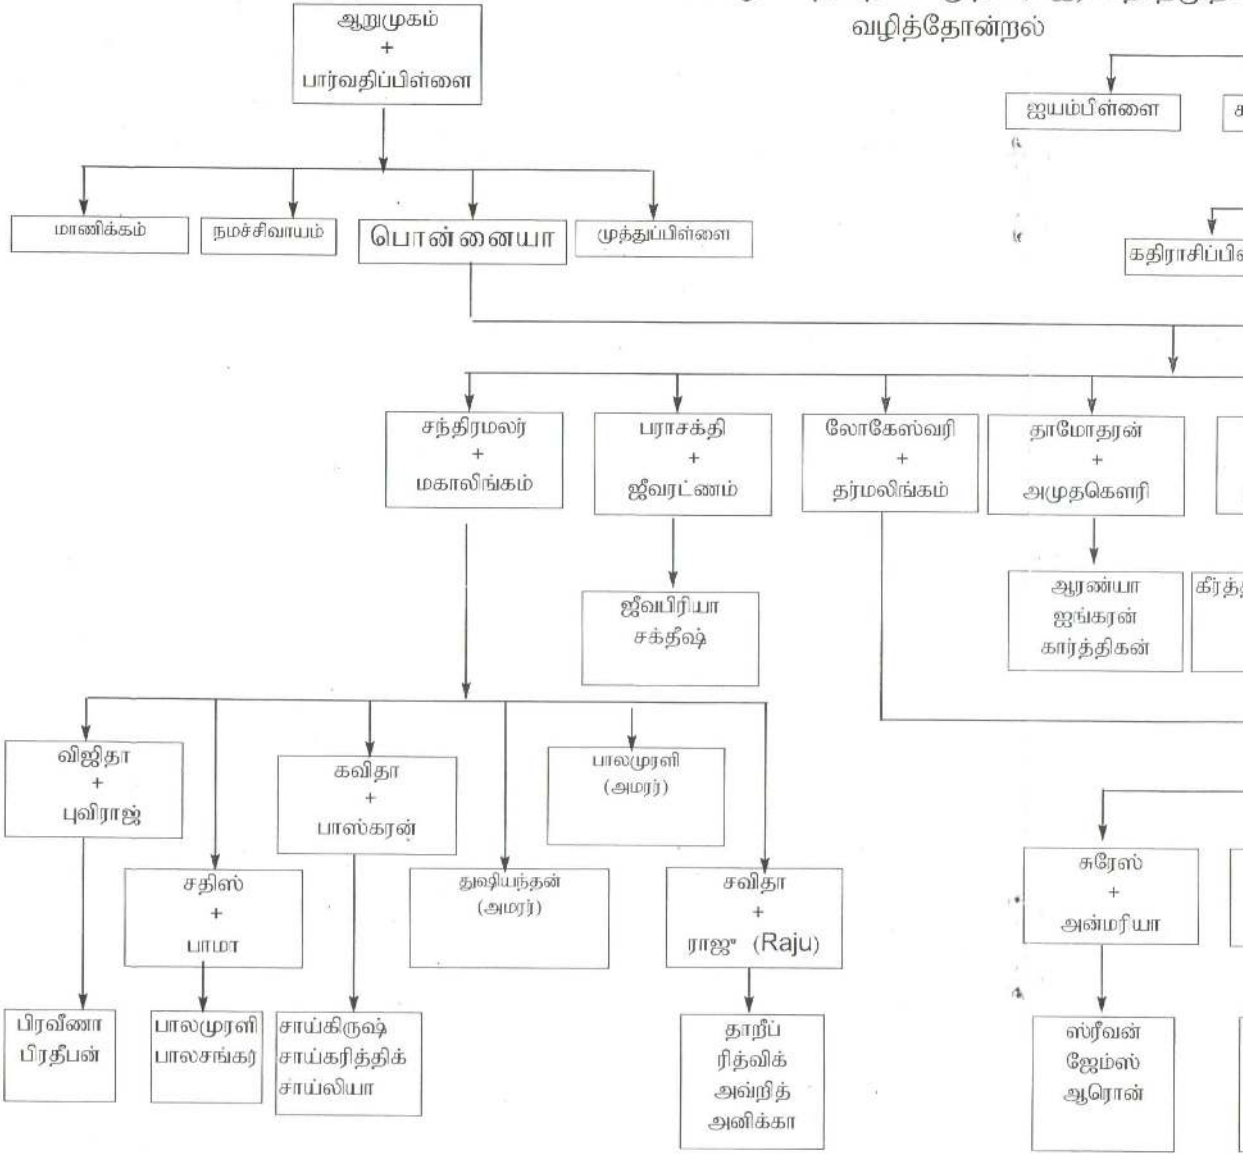 வழித்தோன்றல்
ஆறுமுகம்
+
பார்வதிப்பிள்ளை
ஐயம்பிள்ளை
மாணிக்கம்
நமச்சிவாயம்
பொன்னையா
முத்துப்பிள்ளை
சந்திரமலர்
+
மகாலிங்கம்
பராசக்தி
+
ஜீவரட்ணம்
லோகேஸ்வரி
+
தர்மலிங்கம்
தாமோதரன்
+
அமுதகௌரி
ஜீவபிரியா
சக்தீஷ்
ஆரண்யா
ஐங்கரன்
கார்த்திகன்
விஜிதா
+
புவிராஜ்
சதிஸ்
+
பாமா
கவிதா
+
பாஸ்கரன்
துஷியந்தன்
(அமரர்)
பாலமுரளி
(அமரர்)
சவிதா
+
ராஜு (Raju)
சுரேஸ்
+
அன்மரியா
பிரவீணா
பிரதீபன்
பாலமுரளி
பாலசங்கர்
சாய்கிருஷ்
சாய்கரித்திக்
சாய்லியா
தாறீப்
ரித்விக்
அவ்றித்
அனிக்கா
ஸ்ரீவன்
ஜேம்ஸ்
ஆரொன்